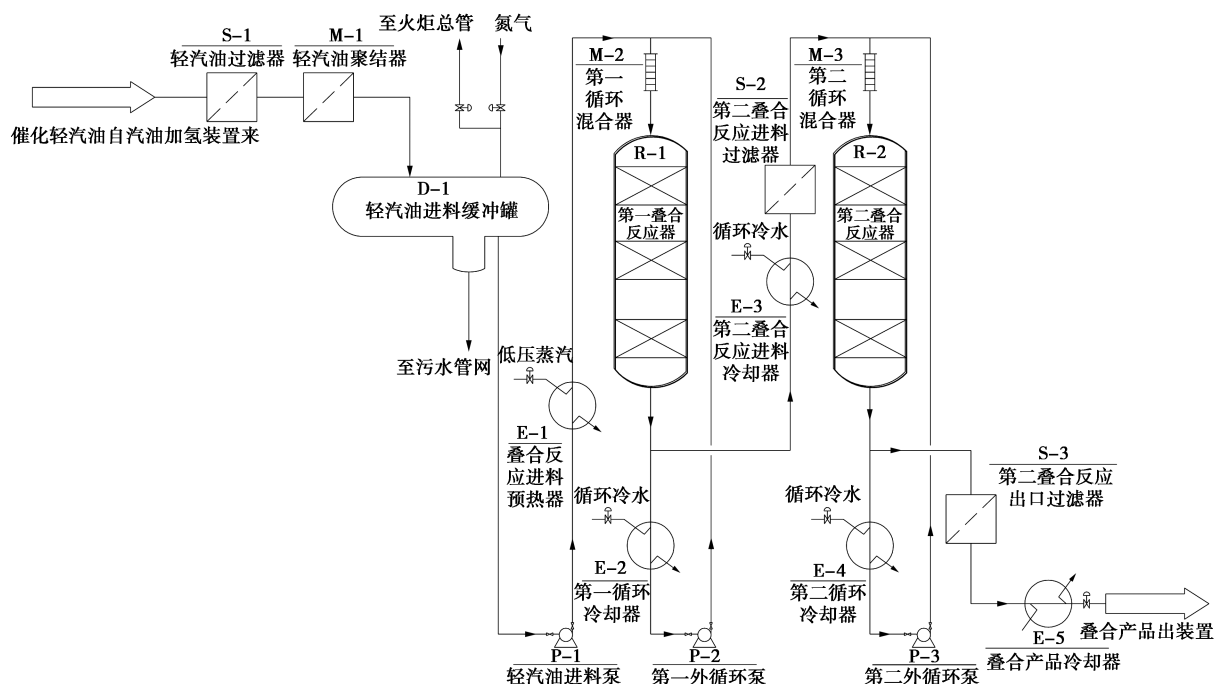 至火炬总管
氮气
S-1
轻汽油过滤器
M-1
轻汽油聚结器
催化轻汽油自汽油加氢装置来
D-1
轻汽油进料缓冲罐
至污水管网
低压蒸汽
E-1
叠合反
应进料
预热器
P-1
轻汽油进料泵
M-2
第一
循环
混合器
R-1
第一叠合
反应器
循环冷水
E-2
第一循环
冷却器
P-2
第一外循环泵
S-2
第二叠合
反应进料
过滤器
循环冷水
E-3
第二叠合
反应进料
冷却器
M-3
第二
循环
混合器
R-2
第二叠合
反应器
循环冷水
E-4
第二循环
冷却器
P-3
第二外循环泵
S-3
第二叠合反应
出口过滤器
E-5
叠合产品冷却器
叠合产品出装置